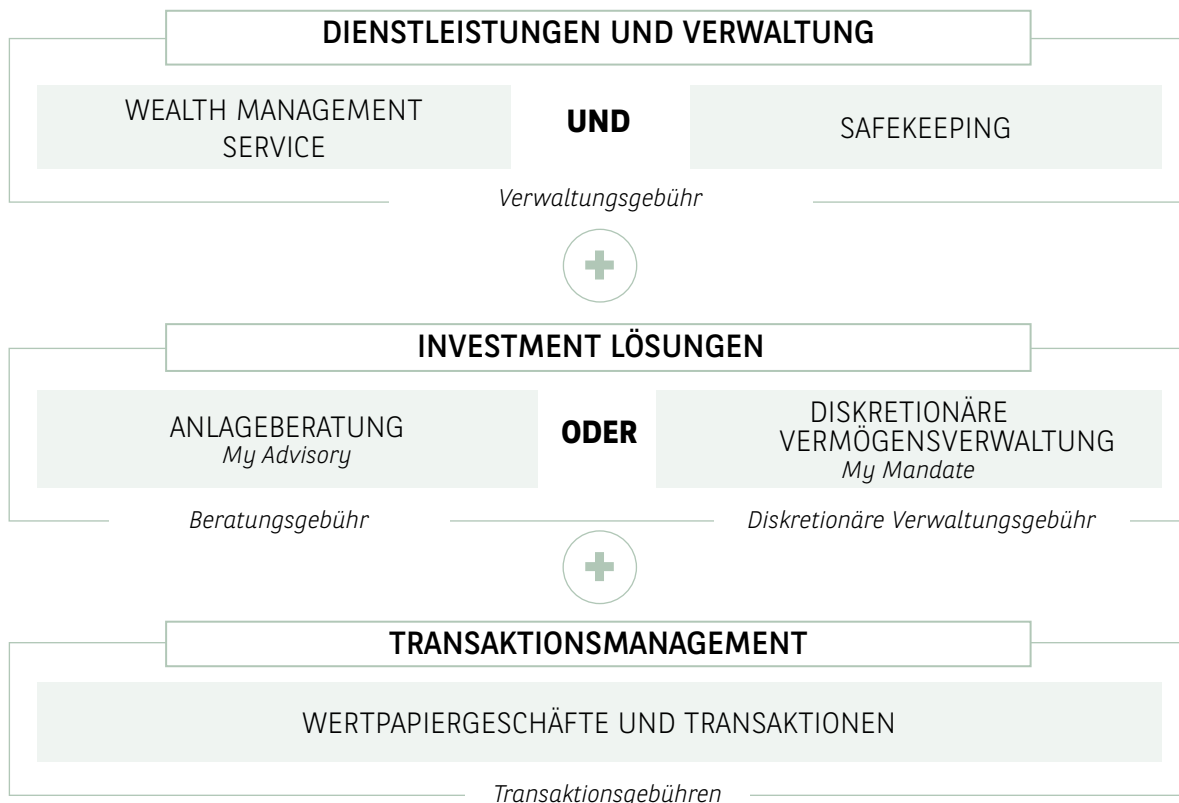 DIENSTLEISTUNGEN UND VERWALTUNG
WEALTH MANAGEMENT
SERVICE
UND
SAFEKEEPING
Verwaltungsgebühr
INVESTMENT LÖSUNGEN
ANLAGEBERATUNG
My Advisory
ODER
DISKRETIONÄRE
VERMÖGENSVERWALTUNG
My Mandate
Beratungsgebühr
Diskretionäre Verwaltungsgebühr
TRANSAKTIONSMANAGEMENT
WERTPAPIERGESCHÄFTE UND TRANSAKTIONEN
Transaktionsgebühren